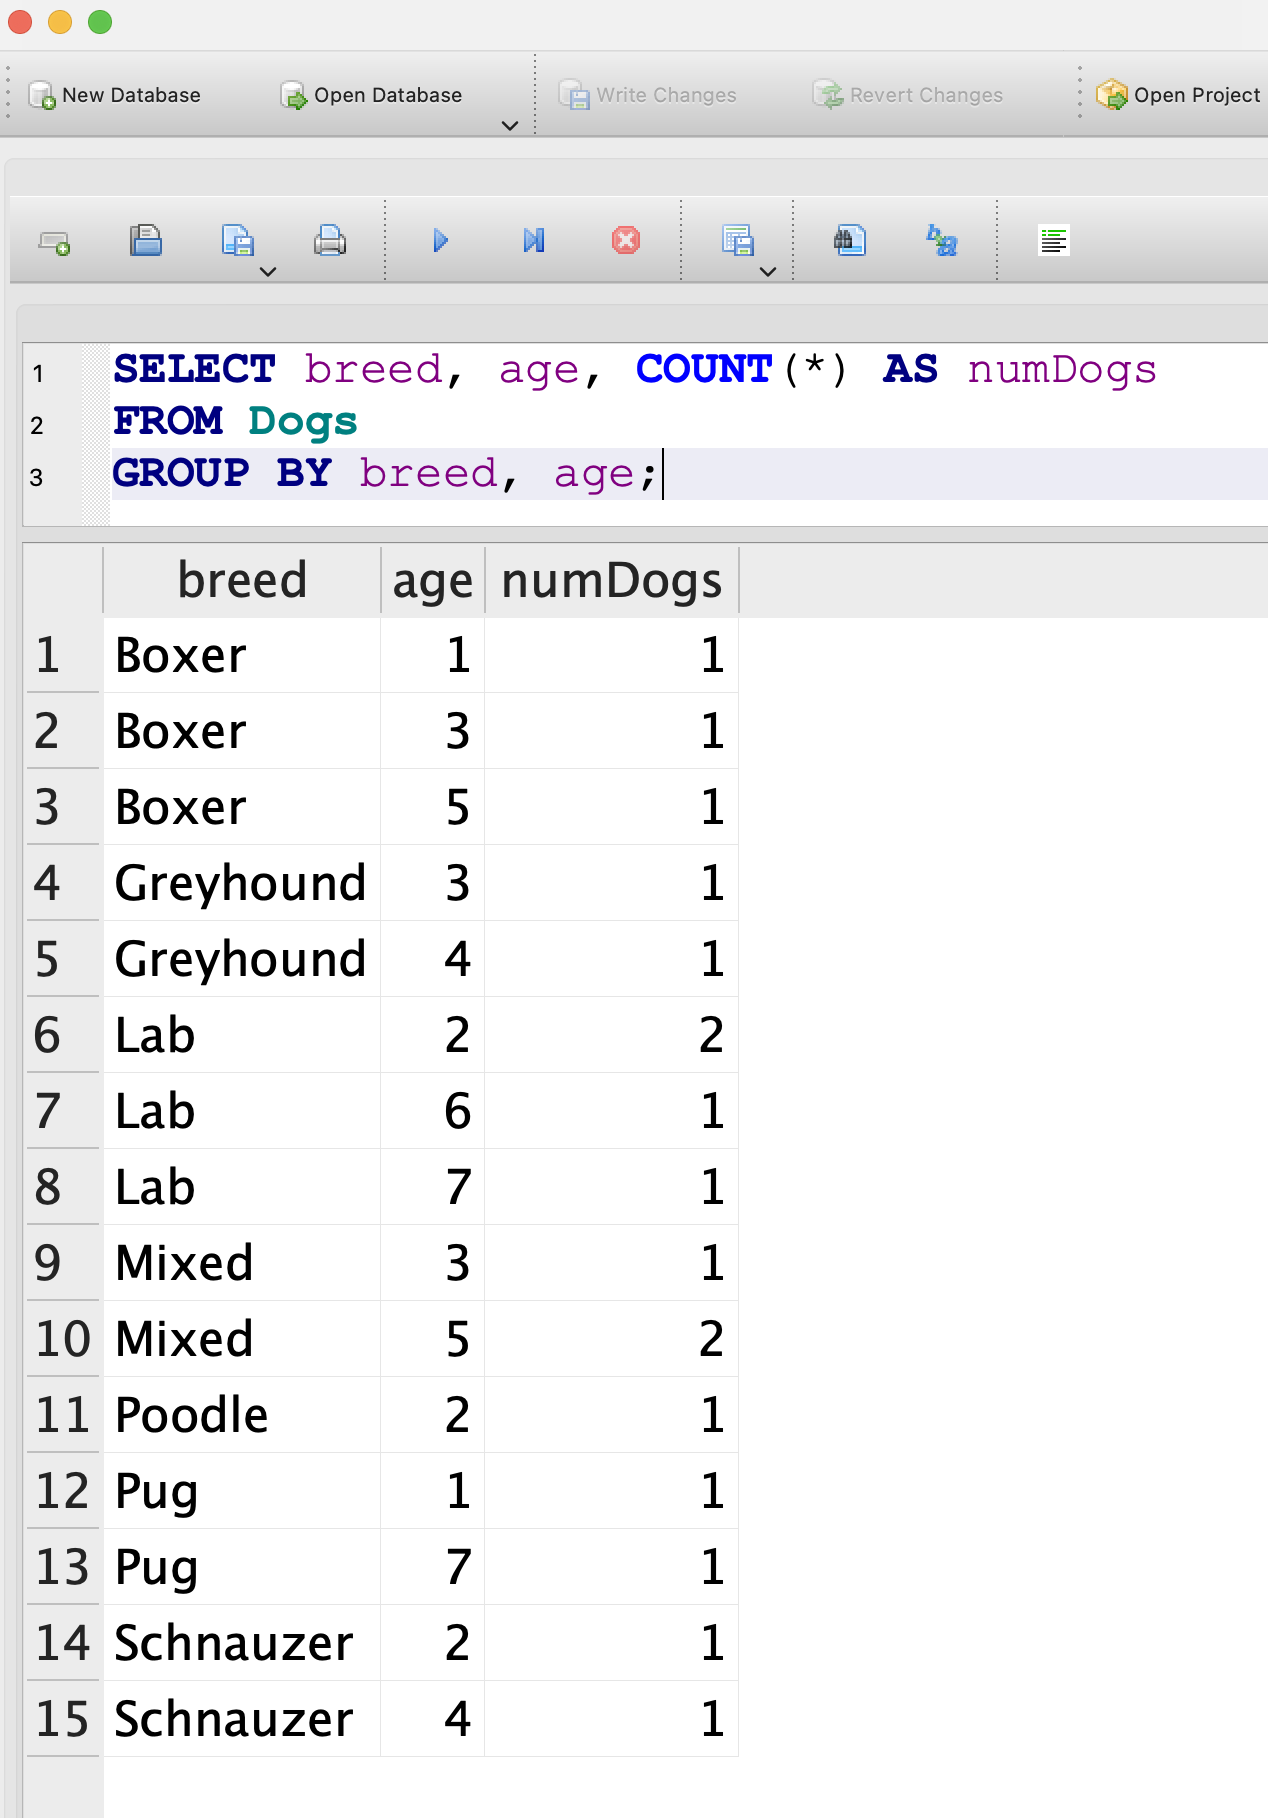 New Database Open Database Write Changes Revert Changes Open Project
1 SELECT breed, age, COUNT(*) AS numDogs
2 FROM Dogs
3 GROUP BY breed, age;
breed age numDogs
1 Boxer 1 1
2 Boxer 3 1
3 Boxer 5 1
4 Greyhound 3 1
5 Greyhound 4 1
6 Lab 2 2
7 Lab 6 1
8 Lab 7 1
9 Mixed 3 1
10 Mixed 5 2
11 Poodle 2 1
12 Pug 1 1
13 Pug 7 1
14 Schnauzer 2 1
15 Schnauzer 4 1